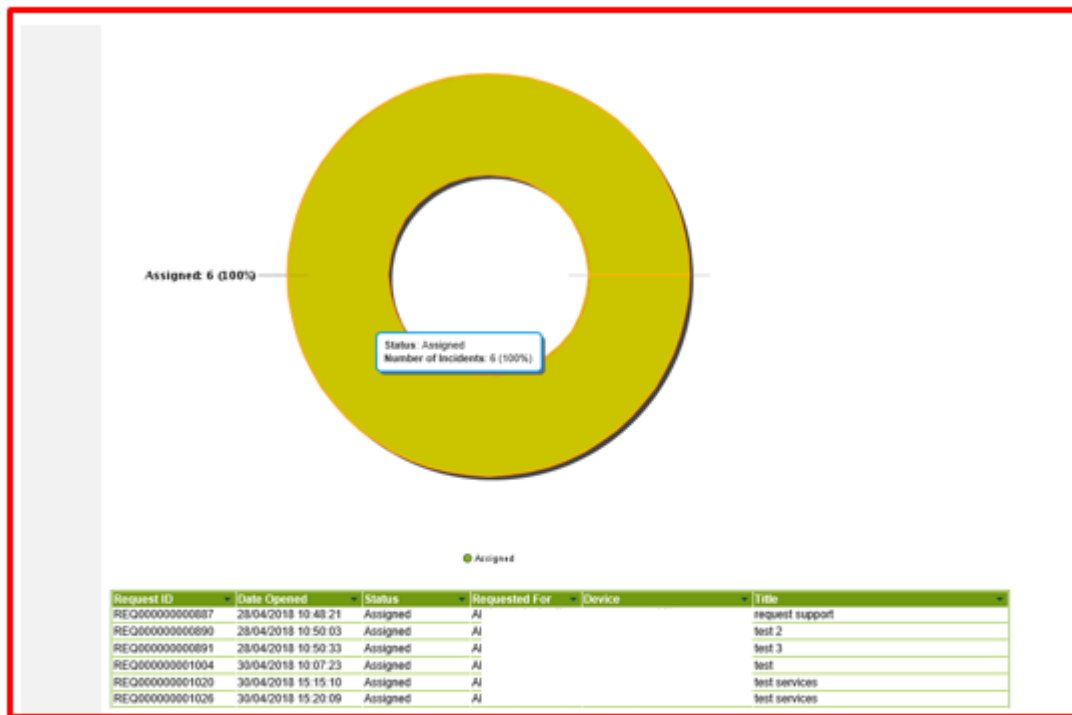 Assigned: 6 (100%)
Status: Assigned
Number of Incidents: 6 (100%)
Assigned
Request ID Date Opened Status Requested For Device Title
REQ000000000887 28/04/2018 10:48:21 Assigned Al request support
REQ000000000890 28/04/2018 10:50:03 Assigned Al test 2
REQ000000000891 28/04/2018 10:50:33 Assigned Al test 3
REQ000000001004 30/04/2018 10:07:23 Assigned Al test
REQ000000001020 30/04/2018 15:15:10 Assigned Al test services
REQ000000001026 30/04/2018 15:20:09 Assigned Al test services